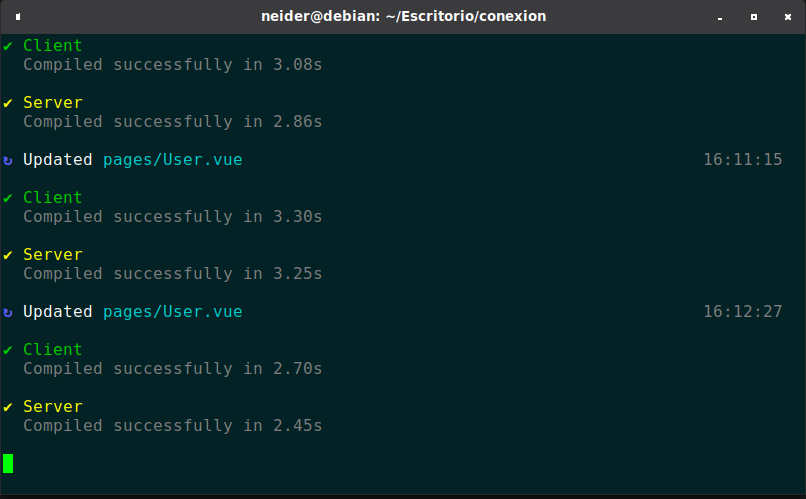 neider@debian: ~/Escritorio/conexion
✔ Client
Compiled successfully in 3.08s
✔ Server
Compiled successfully in 2.86s
↻ Updated pages/User.vue 16:11:15
✔ Client
Compiled successfully in 3.30s
✔ Server
Compiled successfully in 3.25s
↻ Updated pages/User.vue 16:12:27
✔ Client
Compiled successfully in 2.70s
✔ Server
Compiled successfully in 2.45s